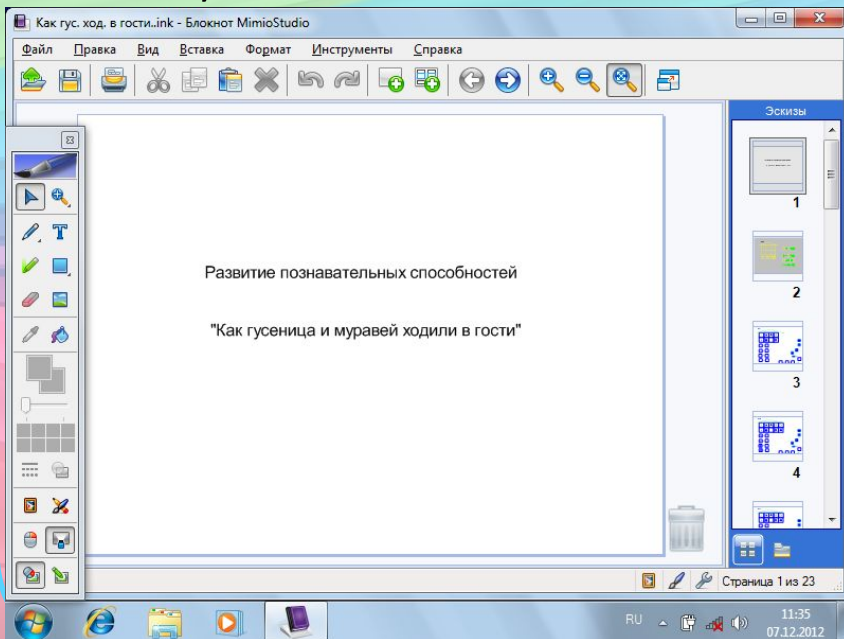 Как гус. ход. в гости..ink - Блокнот MimioStudio
Файл Правка Вид Вставка Формат Инструменты Справка
Эскизы
1
2
3
4
Развитие познавательных способностей
"Как гусеница и муравей ходили в гости"
Страница 1 из 23
RU
11:35
07.12.2012